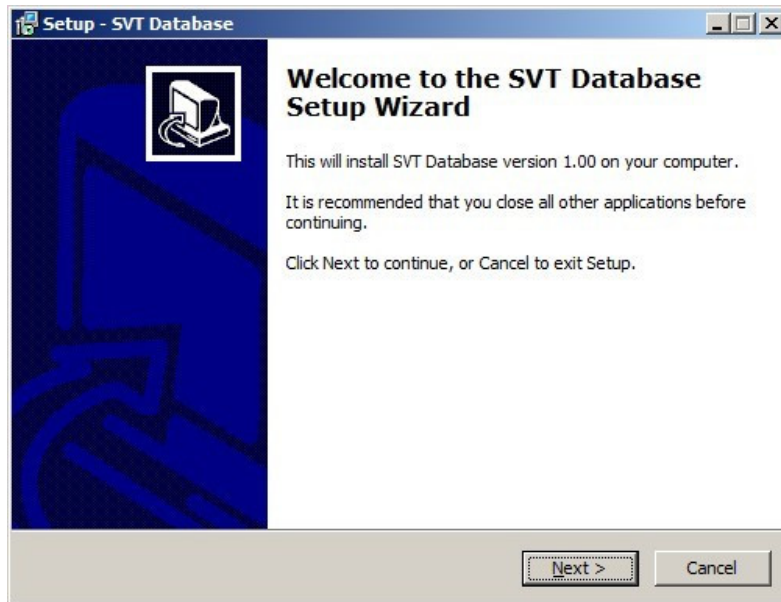 Setup - SVT Database
Welcome to the SVT Database
Setup Wizard
This will install SVT Database version 1.00 on your computer.
It is recommended that you close all other applications before
continuing.
Click Next to continue, or Cancel to exit Setup.
Next >
Cancel